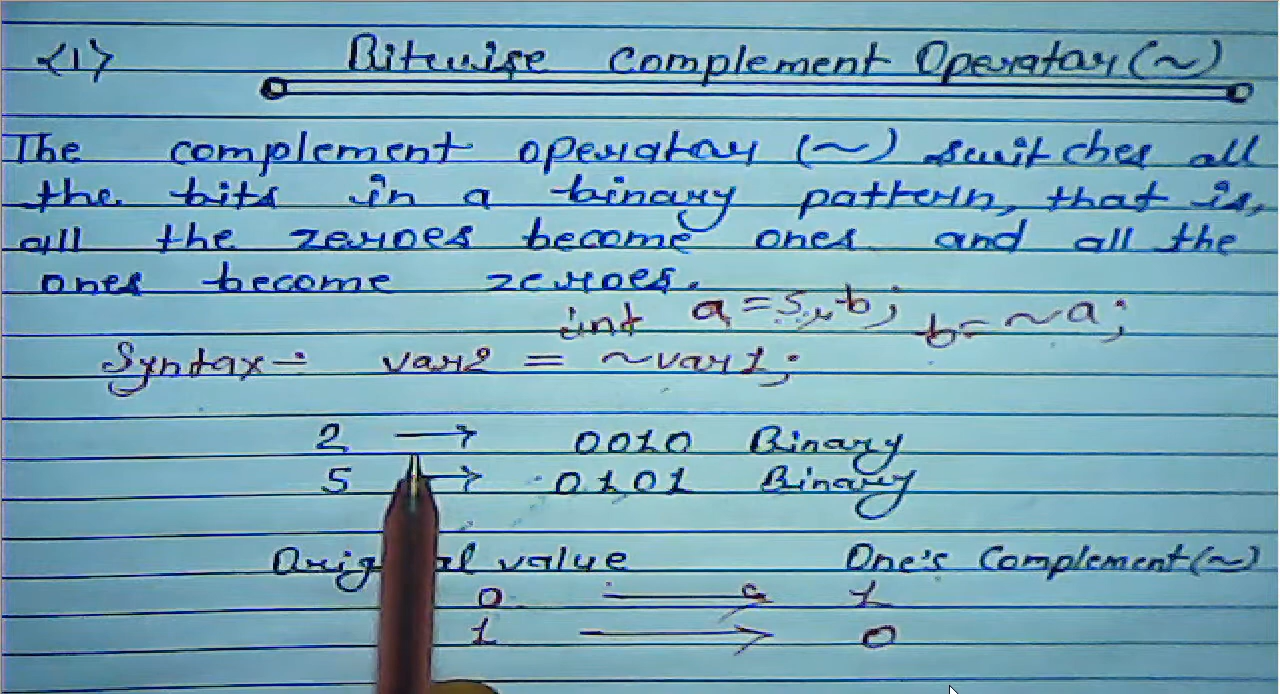 <1> Bitwise Complement Operator (~)
The complement operator (~) switches all
the bits in a binary pattern, that is,
all the zeroes become ones and all the
ones become zeroes.
int a=5, b; b= ~a;
Syntax:- var2 = ~var1;
2 → 0010 Binary
5 → 0101 Binary
value One's Complement (~)
0 → 1
1 → 0